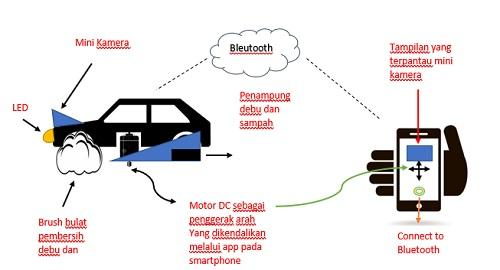 Mini Kamera
Bleutooth
Tampilan yang
terpantau mini
kamera
LED
Penampung
debu dan
sampah
Brush bulat
pembersih
debu dan
Motor DC sebagai
penggerak arah
Yang dikendalikan
melalui app pada
smartphone
Connect to
Bluetooth